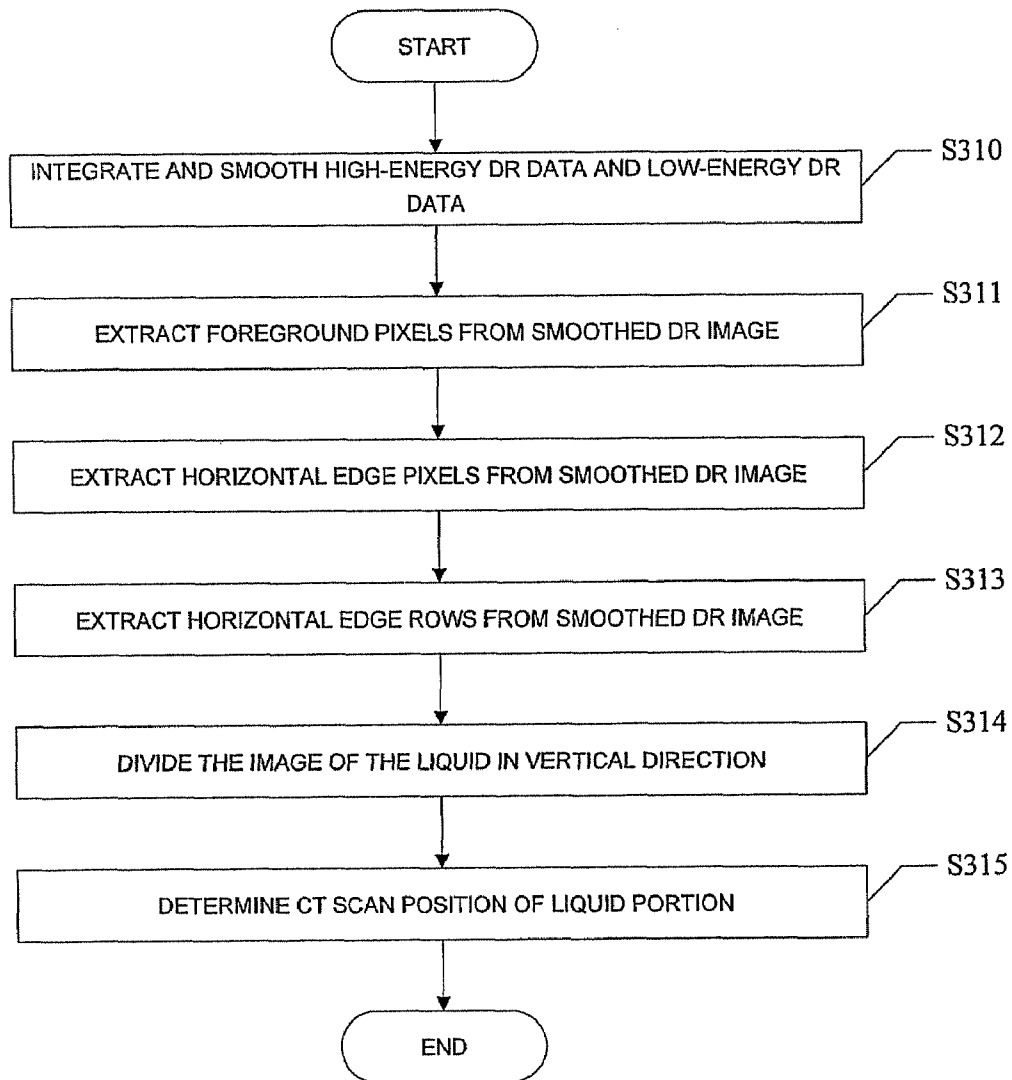 START
INTEGRATE AND SMOOTH HIGH-ENERGY DR DATA AND LOW-ENERGY DR
DATA
S310
EXTRACT FOREGROUND PIXELS FROM SMOOTHED DR IMAGE
S311
EXTRACT HORIZONTAL EDGE PIXELS FROM SMOOTHED DR IMAGE
S312
EXTRACT HORIZONTAL EDGE ROWS FROM SMOOTHED DR IMAGE
S313
DIVIDE THE IMAGE OF THE LIQUID IN VERTICAL DIRECTION
S314
DETERMINE CT SCAN POSITION OF LIQUID PORTION
S315
END